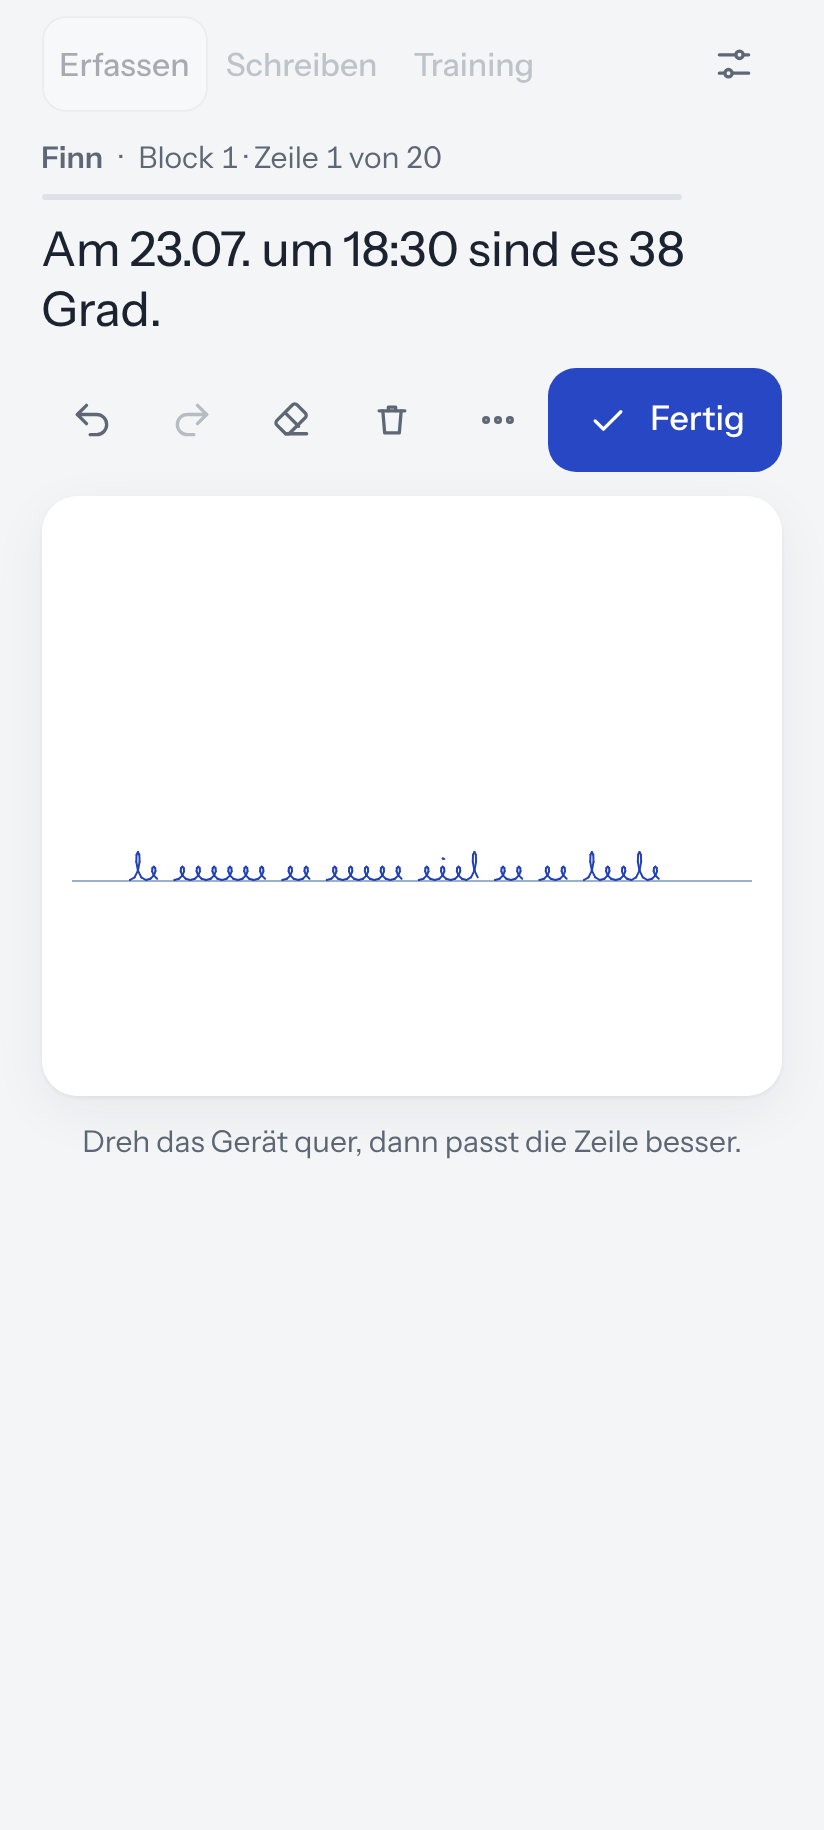 Erfassen Schreiben Training
Finn · Block 1 · Zeile 1 von 20
Am 23.07. um 18:30 sind es 38
Grad.
Fertig
Dreh das Gerät quer, dann passt die Zeile besser.